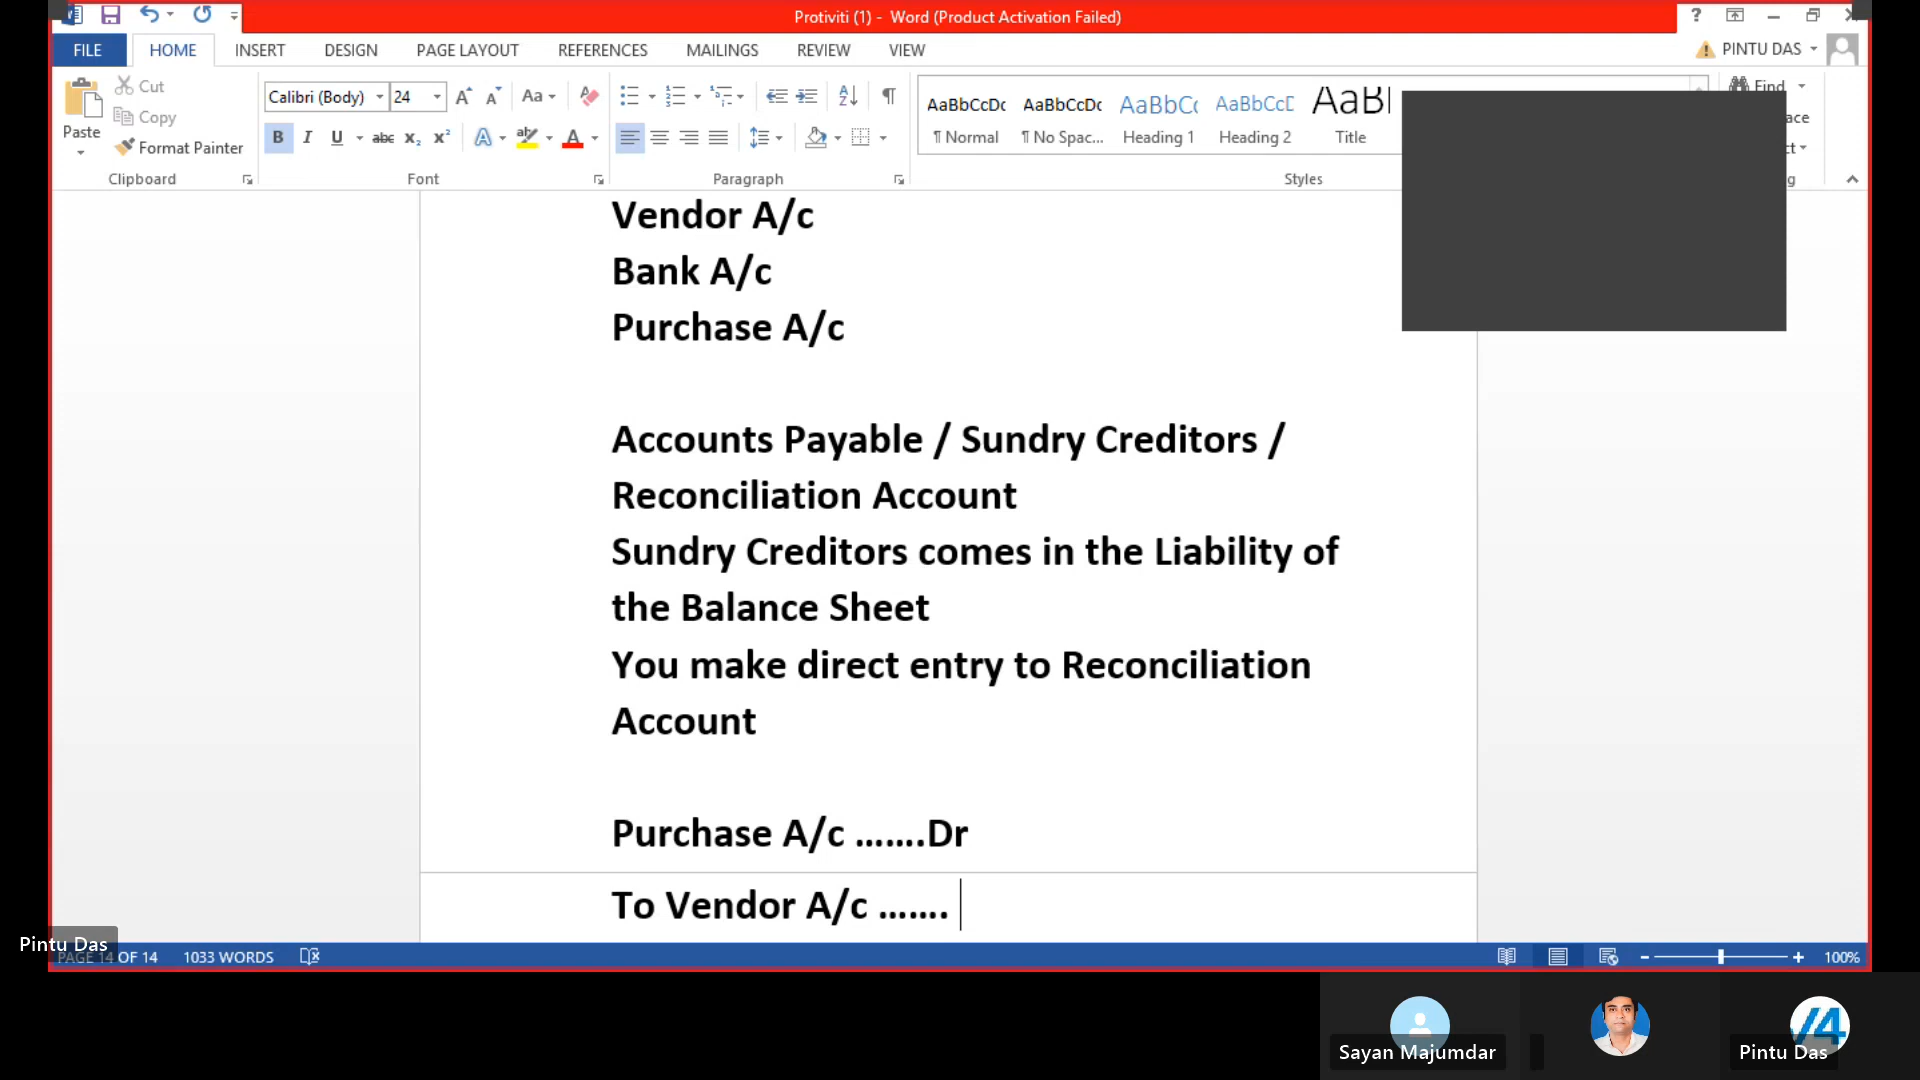 Protiviti (1) - Word (Product Activation Failed)
FILE HOME INSERT DESIGN PAGE LAYOUT REFERENCES MAILINGS REVIEW VIEW PINTU DAS
Paste
Cut
Copy
Format Painter
Calibri (Body) 24
AaBbCcDc AaBbCcDc AaBbCc AaBbCcD AaBl
¶ Normal ¶ No Spac... Heading 1 Heading 2 Title
Find
Clipboard Font Paragraph Styles
Vendor A/c
Bank A/c
Purchase A/c
Accounts Payable / Sundry Creditors /
Reconciliation Account
Sundry Creditors comes in the Liability of
the Balance Sheet
You make direct entry to Reconciliation
Account
Purchase A/c .......Dr
To Vendor A/c .......
Pintu Das
PAGE 14 OF 14 1033 WORDS 100%
Sayan Majumdar
Pintu Das